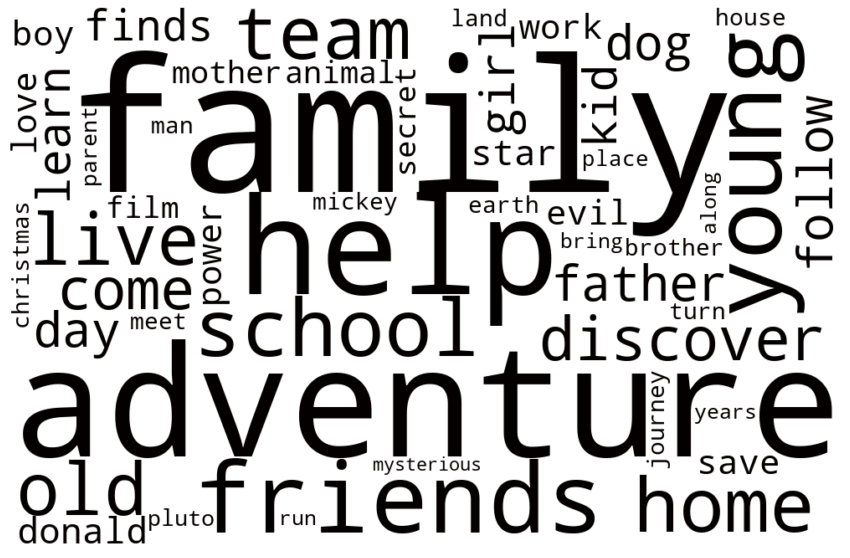 boy
finds
team
land
work
house
dog
mother
animal
girl
young
love
learn
family
kid
secret
parent
man
star
place
follow
film
mickey
earth
evil
along
live
help
power
bring
brother
christmas
come
father
day
meet
school
turn
discover
adventure
journey
years
old
friends
mysterious
save
home
donald
pluto
run